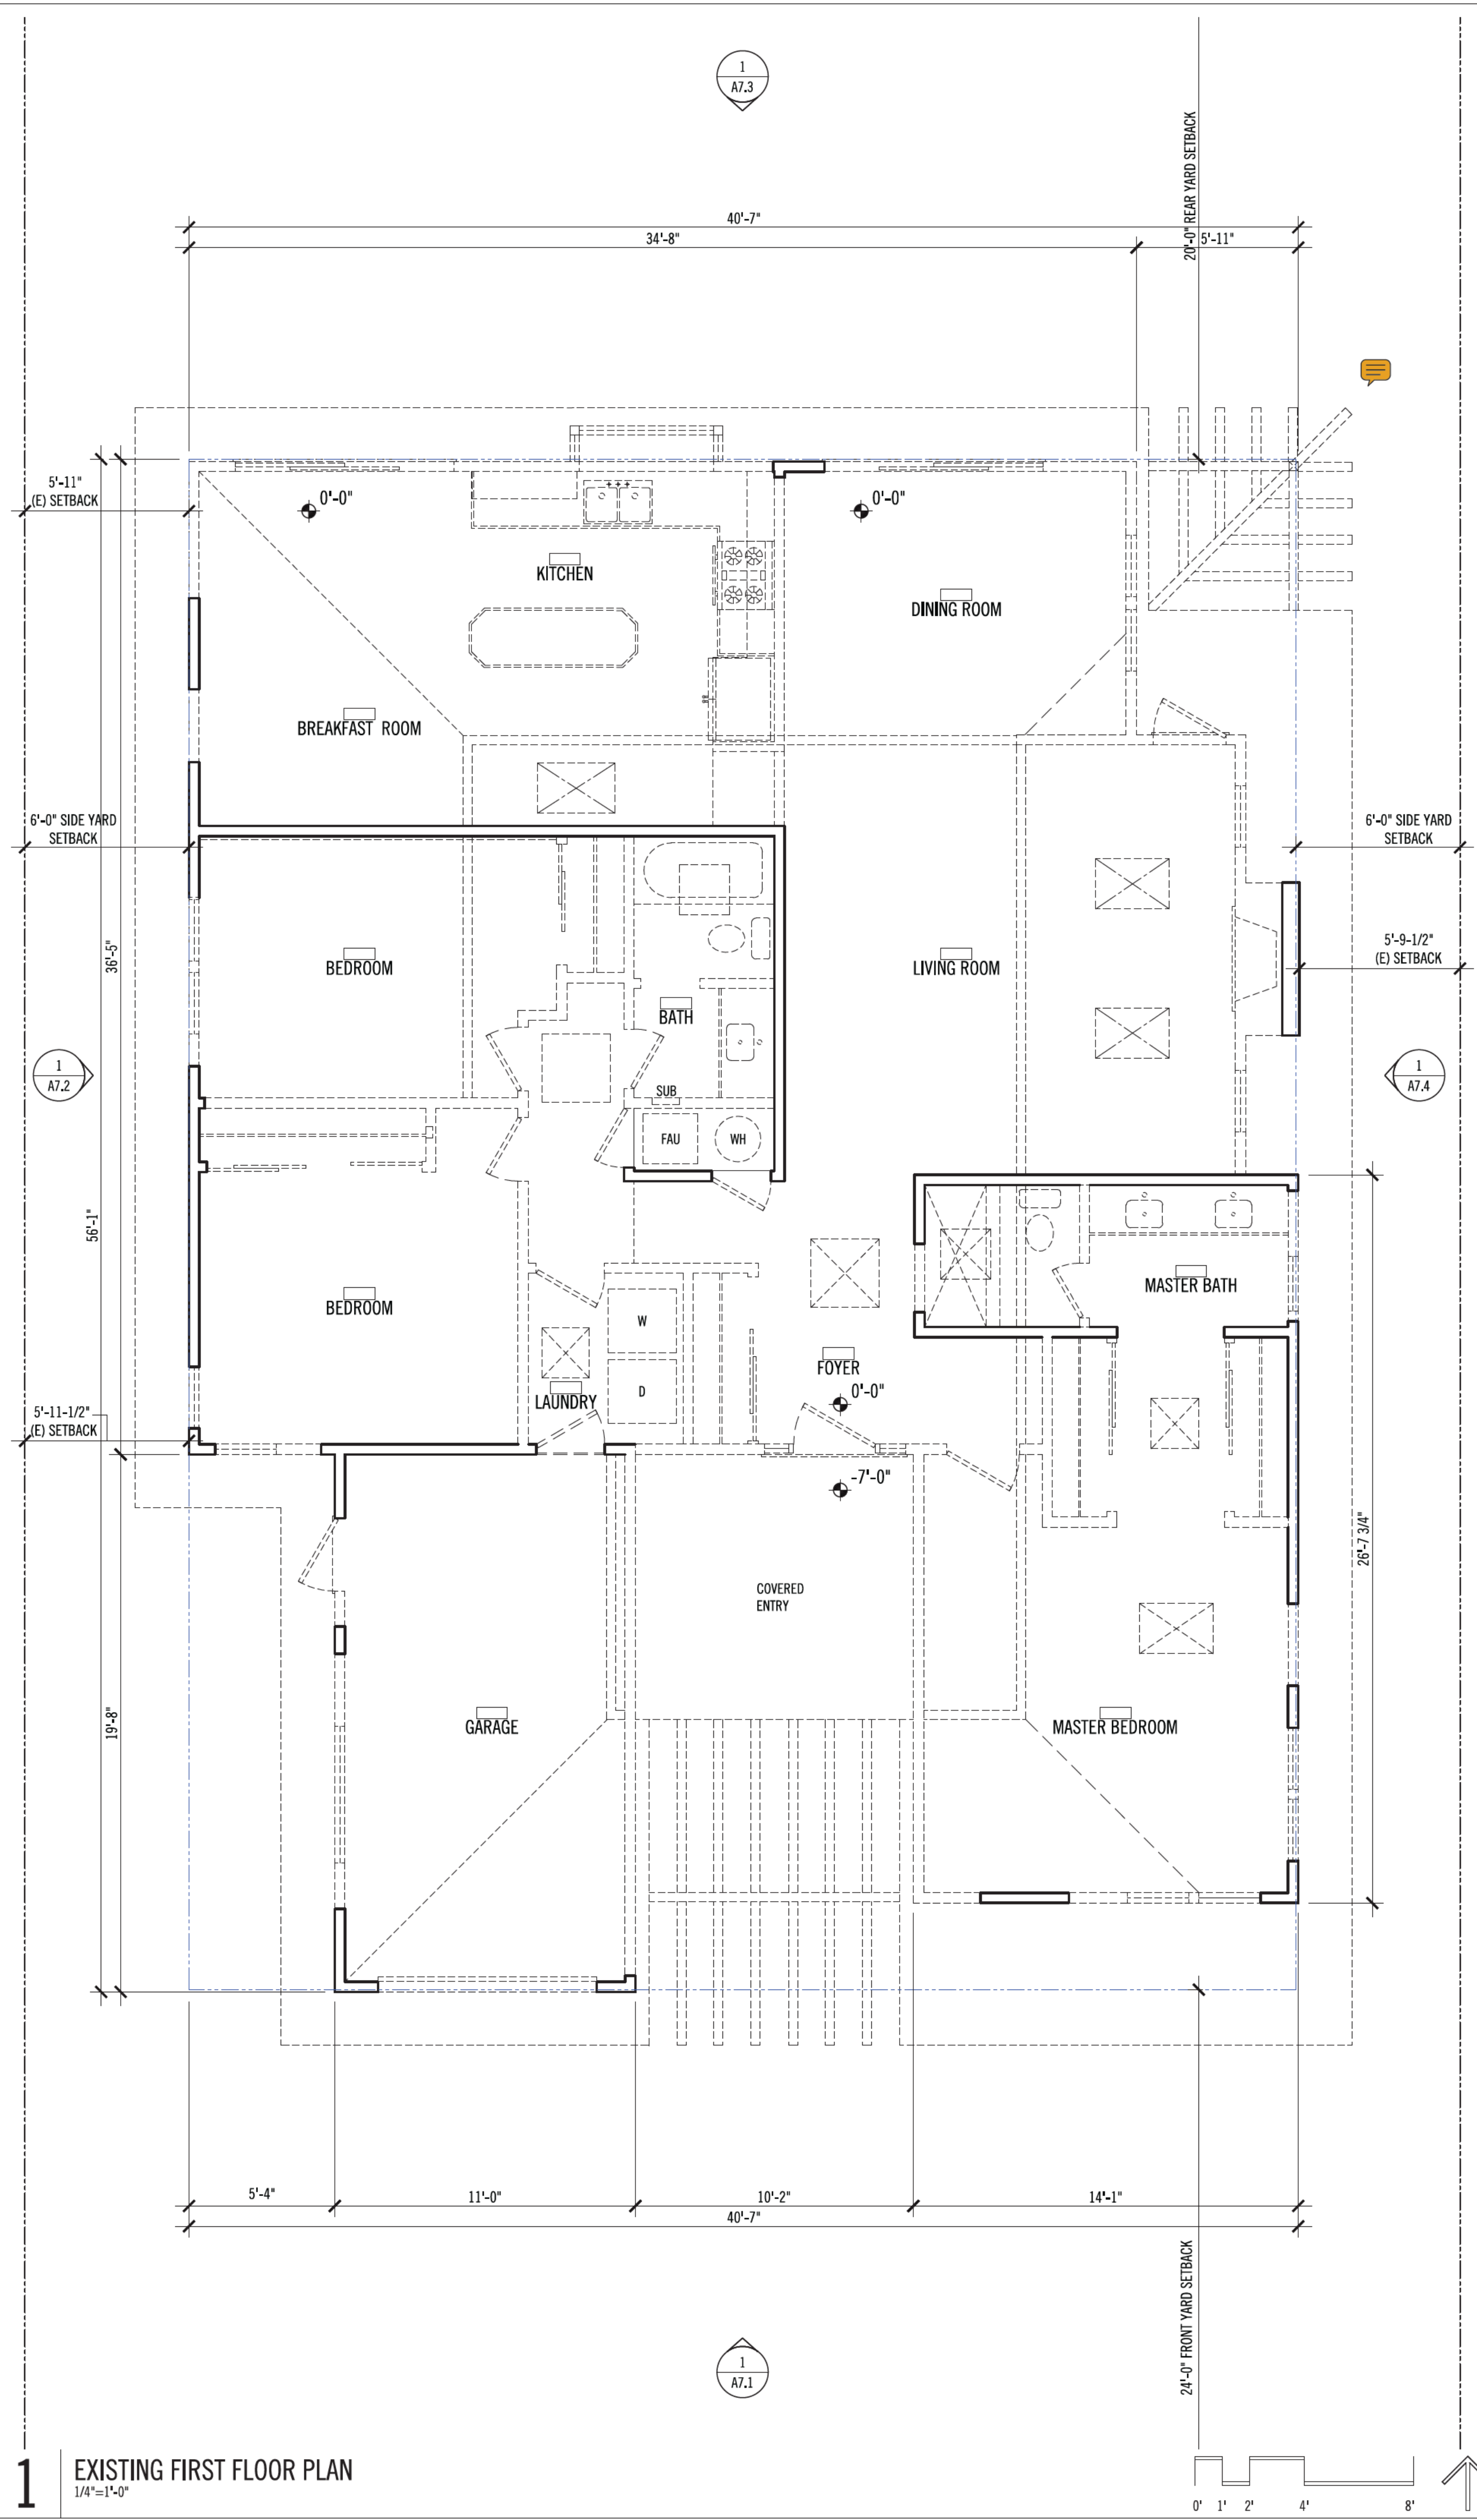 1
A7.3
20'-0" REAR YARD SETBACK
40'-7"
34'-8"
5'-11"
5'-11"
(E) SETBACK
0'-0"
0'-0"
KITCHEN
DINING ROOM
BREAKFAST ROOM
6'-0" SIDE YARD
SETBACK
6'-0" SIDE YARD
SETBACK
36'-5"
BEDROOM
LIVING ROOM
5'-9-1/2"
(E) SETBACK
BATH
1
A7.2
1
A7.4
SUB
FAU
WH
56'-1"
BEDROOM
W
MASTER BATH
FOYER
D
LAUNDRY
0'-0"
5'-11-1/2"
(E) SETBACK
-7'-0"
26'-7 3/4"
COVERED
ENTRY
19'-8"
GARAGE
MASTER BEDROOM
5'-4"
11'-0"
10'-2"
14'-1"
40'-7"
24'-0" FRONT YARD SETBACK
1
A7.1
1
EXISTING FIRST FLOOR PLAN
1/4"=1'-0"
0' 1' 2' 4' 8'